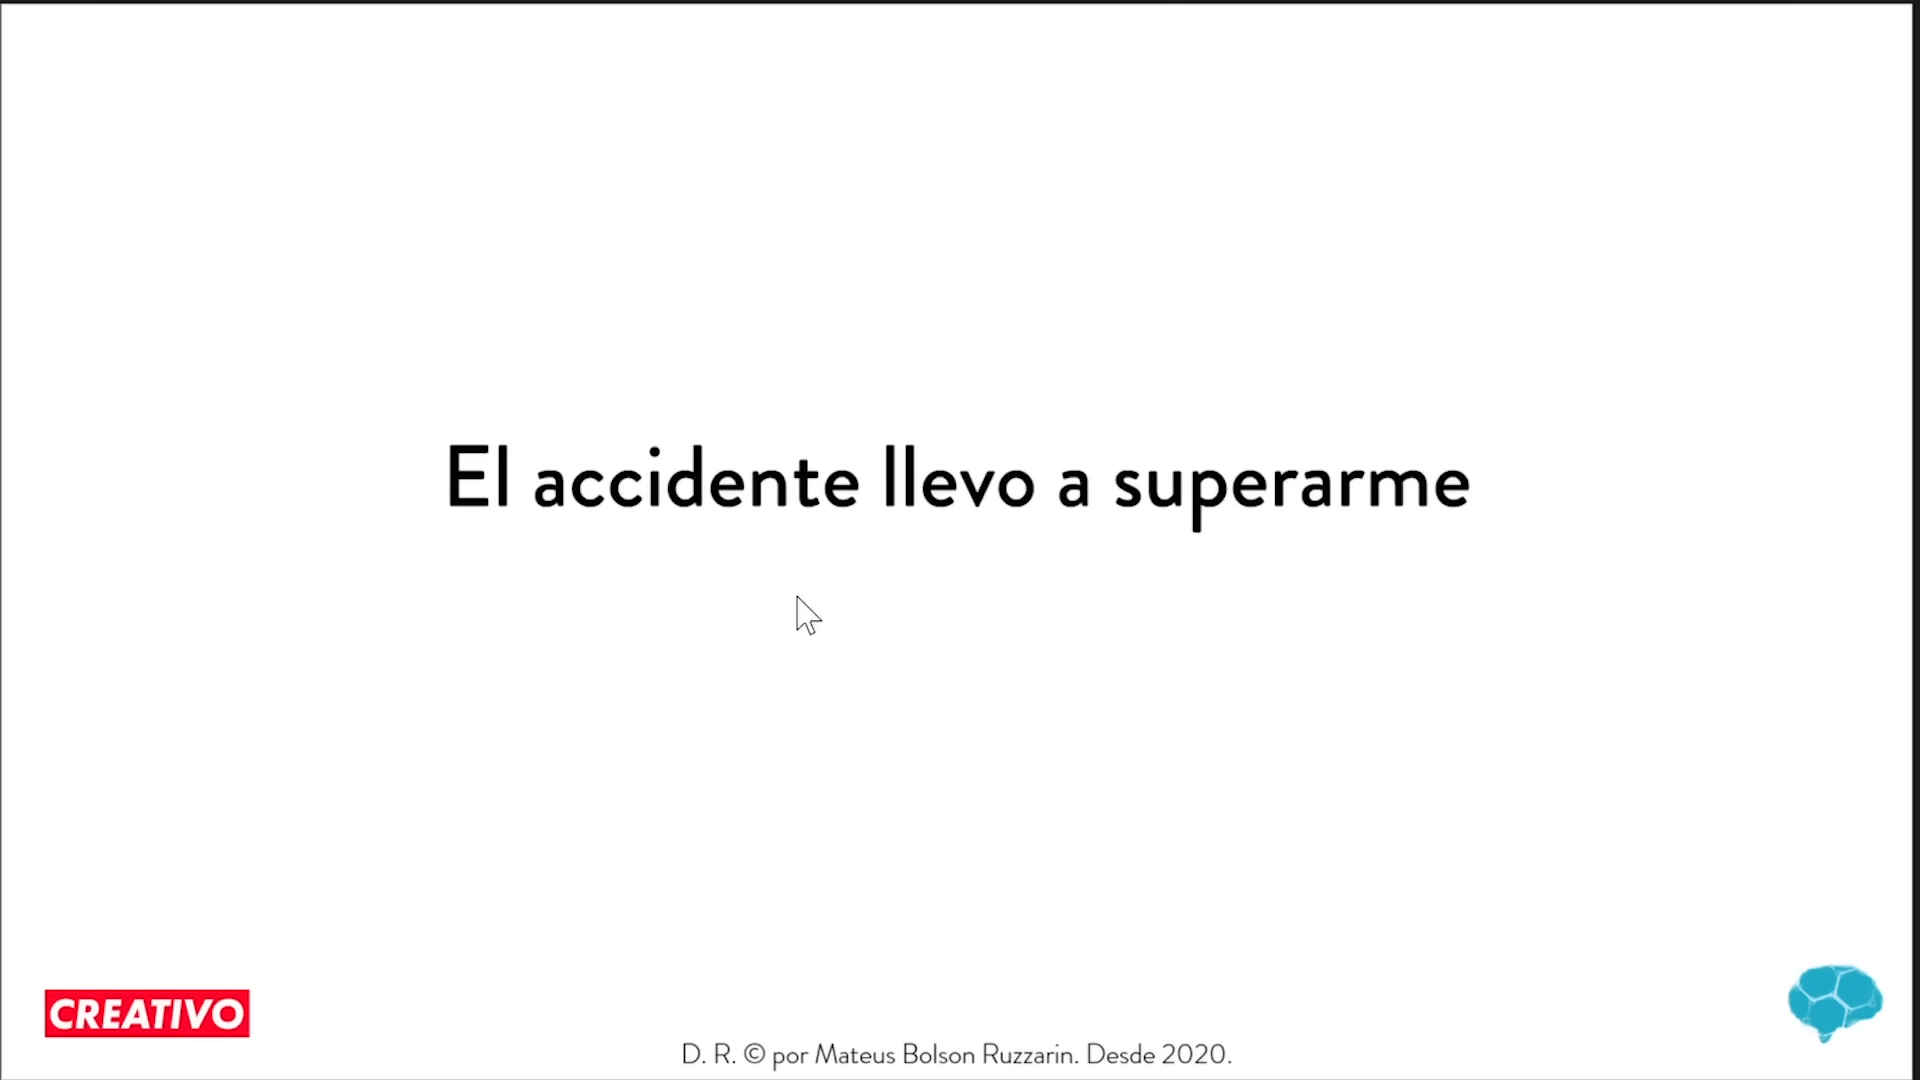 El accidente llevo a superarme
CREATIVO
D. R. © por Mateus Bolson Ruzzarin. Desde 2020.